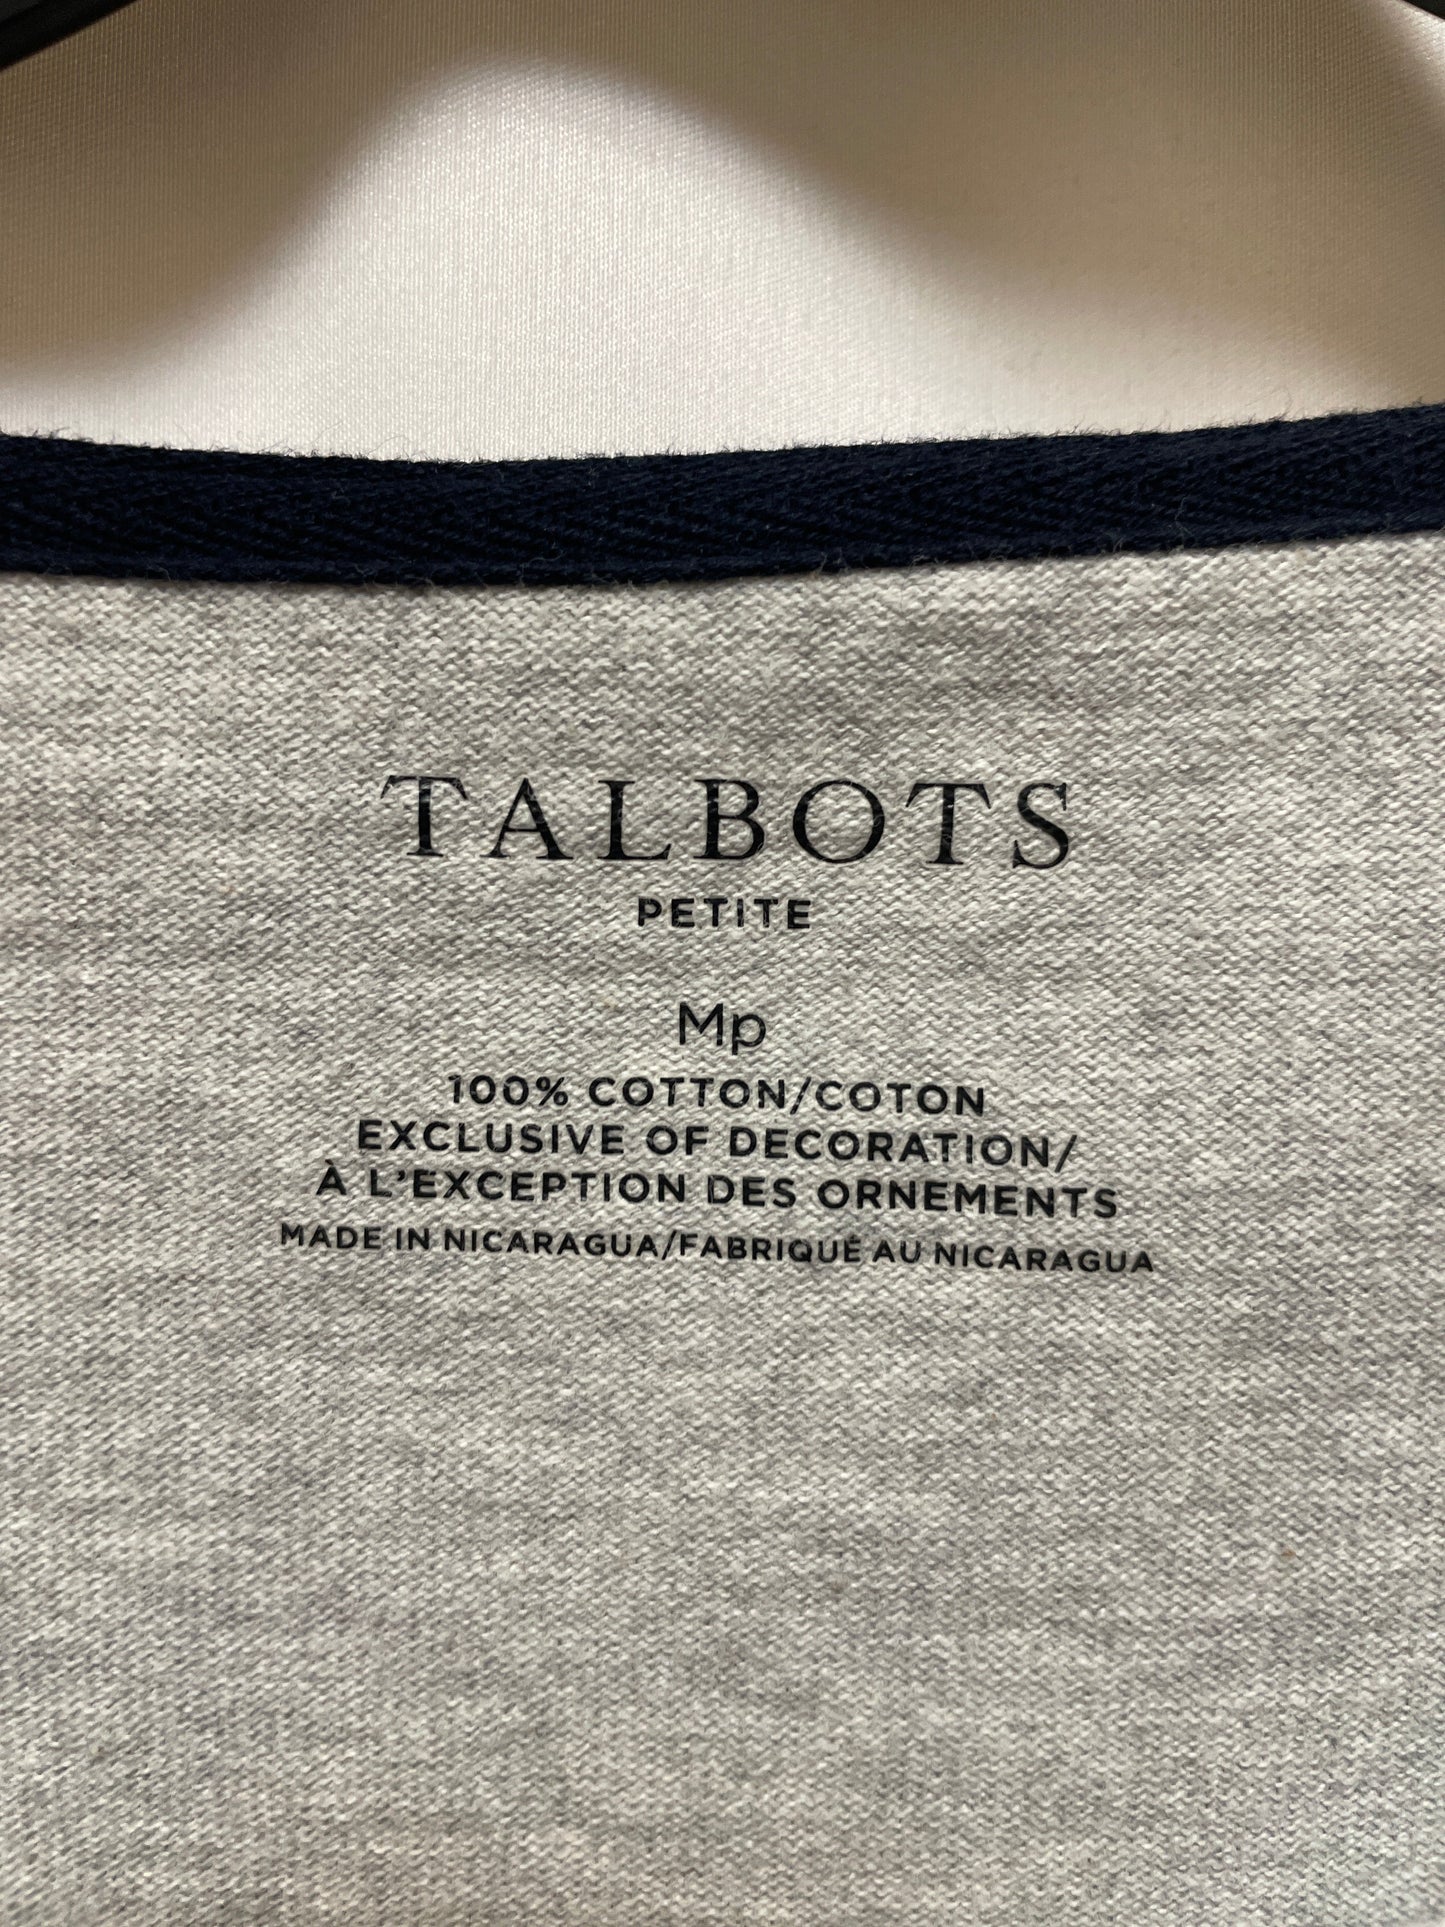 TALBOTS
PETITE
Mp
100% COTTON/COTON
EXCLUSIVE OF DECORATION/
À L'EXCEPTION DES ORNEMENTS
MADE IN NICARAGUA/FABRIQUÉ AU NICARAGUA